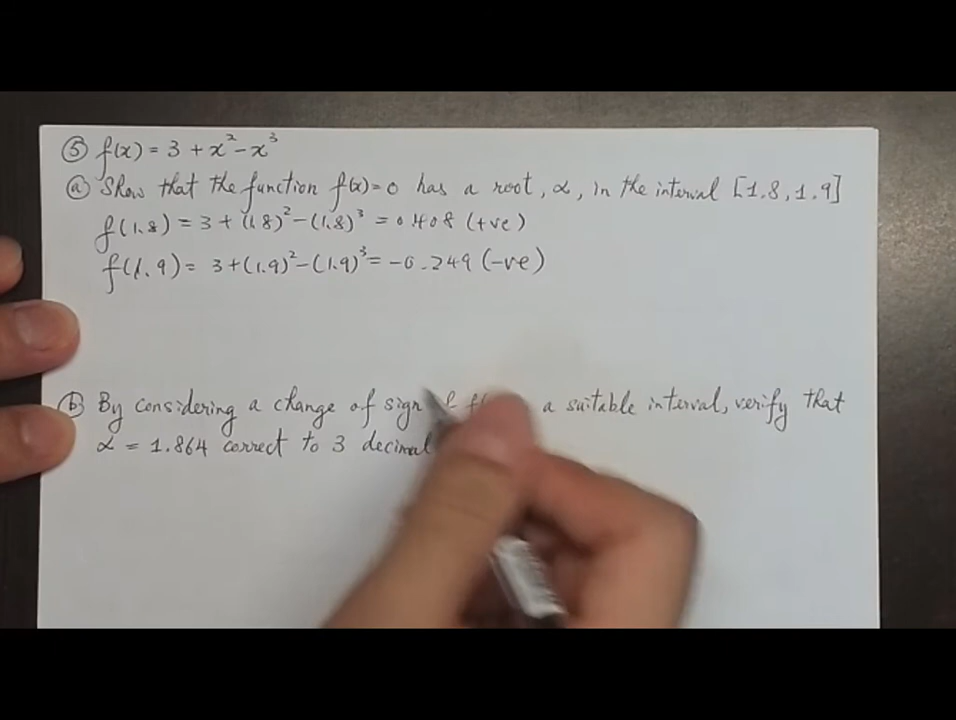 ⑤ f(x) = 3 + x² - x³
ⓐ Show that the function f(x)=0 has a root, α, in the interval [1.8, 1.9]
f(1.8) = 3 + (1.8)² - (1.8)³ = 0.408 (+ve)
f(1.9) = 3 + (1.9)² - (1.9)³ = -0.249 (-ve)
ⓑ By considering a change of sign a suitable interval, verify that
α = 1.864 correct to 3 decimal